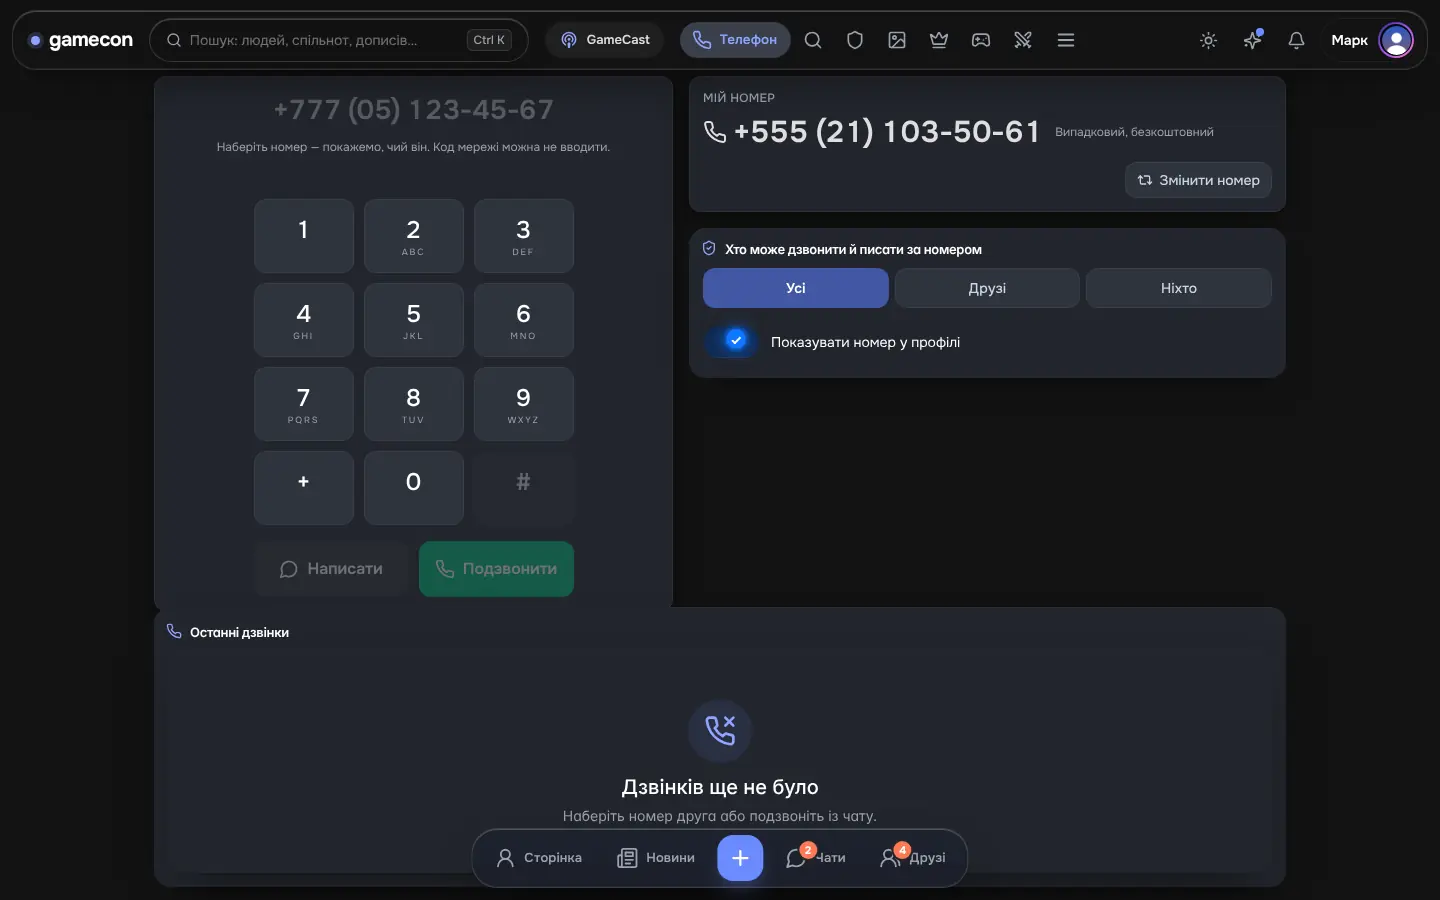 gamecon
Пошук: людей, спільнот, дописів...
Ctrl K
GameCast
Телефон
Марк
+777 (05) 123-45-67
Наберіть номер — покажемо, чий він. Код мережі можна не вводити.
1
2
ABC
3
DEF
4
GHI
5
JKL
6
MNO
7
PQRS
8
TUV
9
WXYZ
+
0
#
Написати
Подзвонити
МІЙ НОМЕР
+555 (21) 103-50-61
Випадковий, безкоштовний
Змінити номер
Хто може дзвонити й писати за номером
Усі
Друзі
Ніхто
Показувати номер у профілі
Останні дзвінки
Дзвінків ще не було
Наберіть номер друга або подзвоніть із чату.
Сторінка
Новини
+
2
Чати
4
Друзі